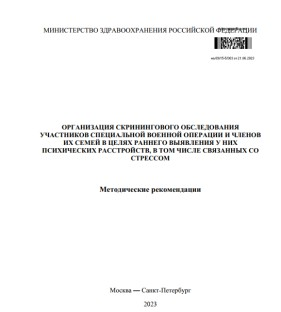 МИНИСТЕРСТВО ЗДРАВООХРАНЕНИЯ РОССИЙСКОЙ ФЕДЕРАЦИИ
ОРГАНИЗАЦИЯ СКРИНИНГОВОГО ОБСЛЕДОВАНИЯ
УЧАСТНИКОВ СПЕЦИАЛЬНОЙ ВОЕННОЙ ОПЕРАЦИИ И ЧЛЕНОВ
ИХ СЕМЕЙ В ЦЕЛЯХ РАННЕГО ВЫЯВЛЕНИЯ У НИХ
ПСИХИЧЕСКИХ РАССТРОЙСТВ, В ТОМ ЧИСЛЕ СВЯЗАННЫХ СО
СТРЕССОМ
Методические рекомендации
Москва — Санкт-Петербург
2023